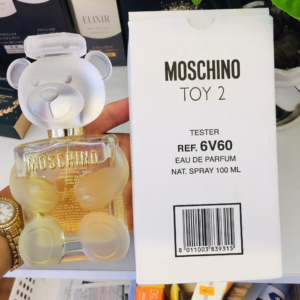 ELIXIR
MOSCHINO
MOSCHINO
TOY 2
TESTER
REF. 6V60
EAU DE PARFUM
NAT. SPRAY 100 ML
8 011003 839315